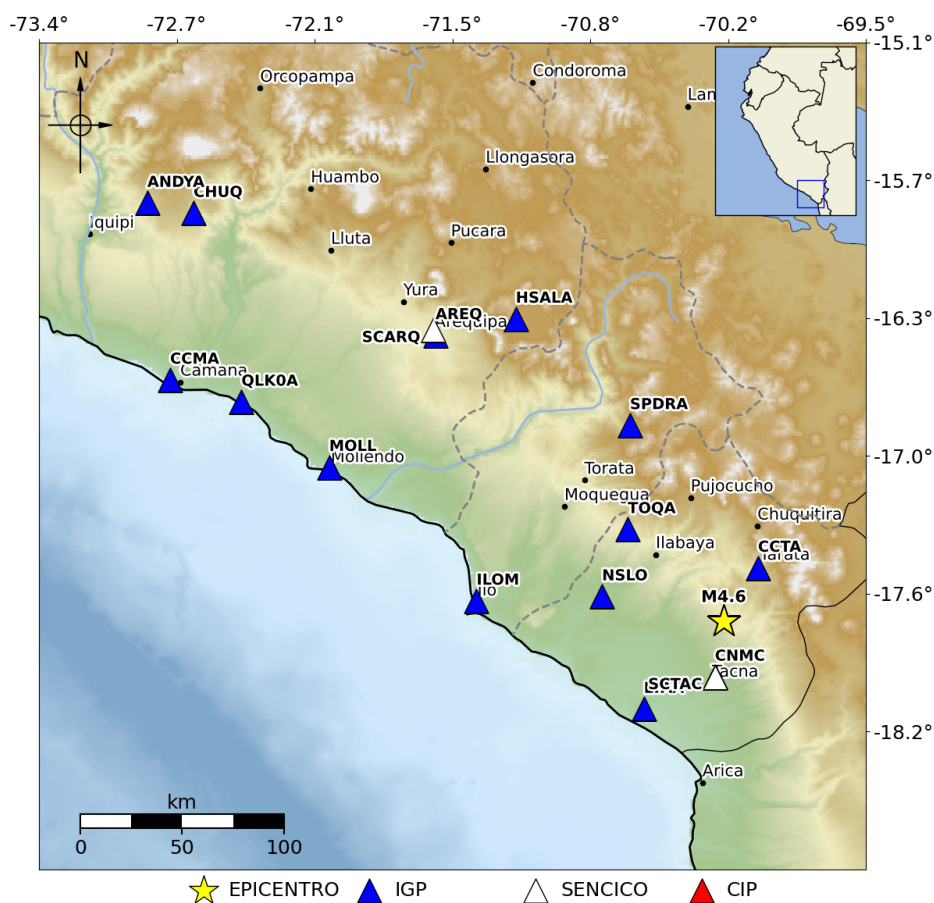 -73.4° -72.7° -72.1° -71.5° -70.8° -70.2° -69.5°
-15.1°
N
Orcopampa
Condoroma
Lan
Llongasora
-15.7°
ANDYA
CHUQ
Huambo
Iquipi
Lluta
Pucara
Yura
HSALA
AREQ
Arequipa
SCARQ
-16.3°
CCMA
Camana
QLK0A
SPDRA
MOLL
Mollendo
-17.0°
Torata
Moquegua
Pujocucho
TOQA
Chuquitira
Ilabaya
CCTA
Tarata
NSLO
ILOM
Ilo
-17.6°
M4.6
CNMC
Tacna
SCTAC
-18.2°
Arica
km
0 50 100
EPICENTRO IGP SENCICO CIP